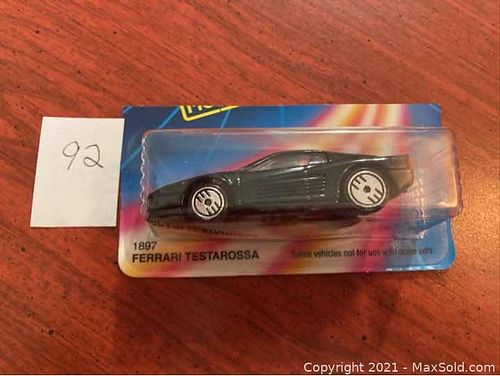 92
1897
FERRARI TESTAROSSA
Some vehicles not for use with some sets.
Copyright 2021 - MaxSold.com